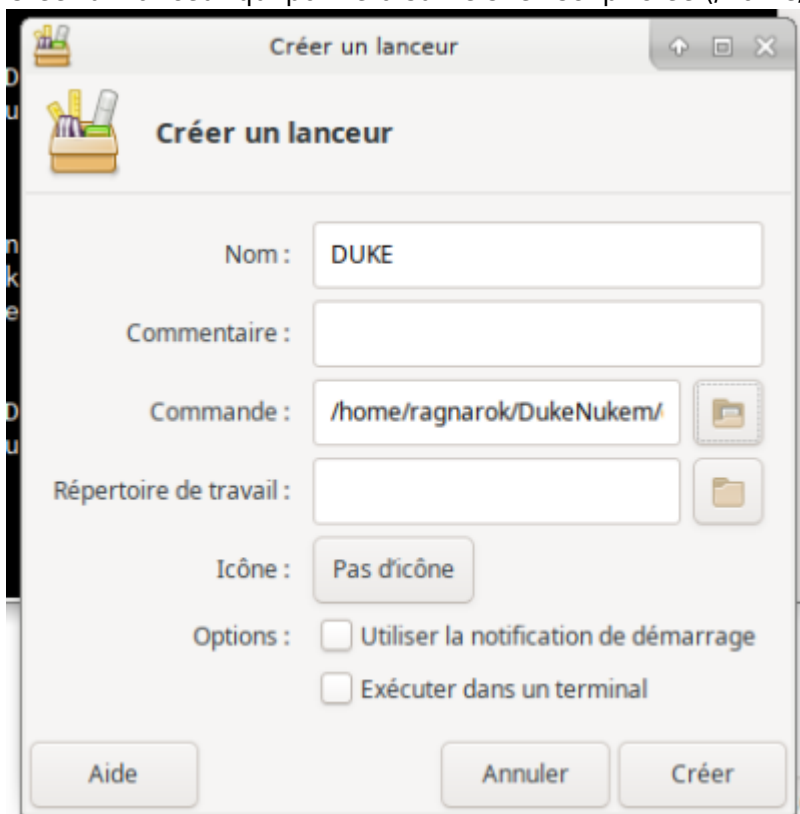 Créer un lanceur
Créer un lanceur
Nom :
DUKE
Commentaire :
Commande :
/home/ragnarok/DukeNukem/
Répertoire de travail :
Icône :
Pas d'icône
Options :
Utiliser la notification de démarrage
Exécuter dans un terminal
Aide
Annuler
Créer